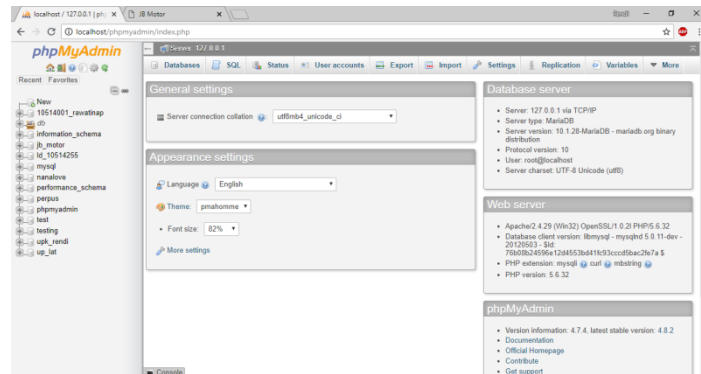 localhost / 127.0.0.1 | ph
JB Motor
localhost/phpmyadmin/index.php
phpMyAdmin
Recent Favorites
New
10514001_rawatinap
db
information_schema
jb_motor
ld_10514255
mysql
nanalove
performance_schema
perpus
phpmyadmin
test
testing
upk_rendi
up_lat
Server: 127.0.0.1
Databases SQL Status User accounts Export Import Settings Replication Variables More
General settings
Server connection collation utf8mb4_unicode_ci
Appearance settings
Language English
Theme: pmahomme
Font size: 82%
More settings
Database server
Server: 127.0.0.1 via TCP/IP
Server type: MariaDB
Server version: 10.1.28-MariaDB - mariadb.org binary
distribution
Protocol version: 10
User: root@localhost
Server charset: UTF-8 Unicode (utf8)
Web server
Apache/2.4.29 (Win32) OpenSSL/1.0.2l PHP/5.6.32
Database client version: libmysql - mysqlnd 5.0.11-dev -
20120503 - $Id:
76b08b24596e12d4553bd41fc93cccd5bac2fe7a $
PHP extension: mysqli curl mbstring
PHP version: 5.6.32
phpMyAdmin
Version information: 4.7.4, latest stable version: 4.8.2
Documentation
Official Homepage
Contribute
Get support
Console